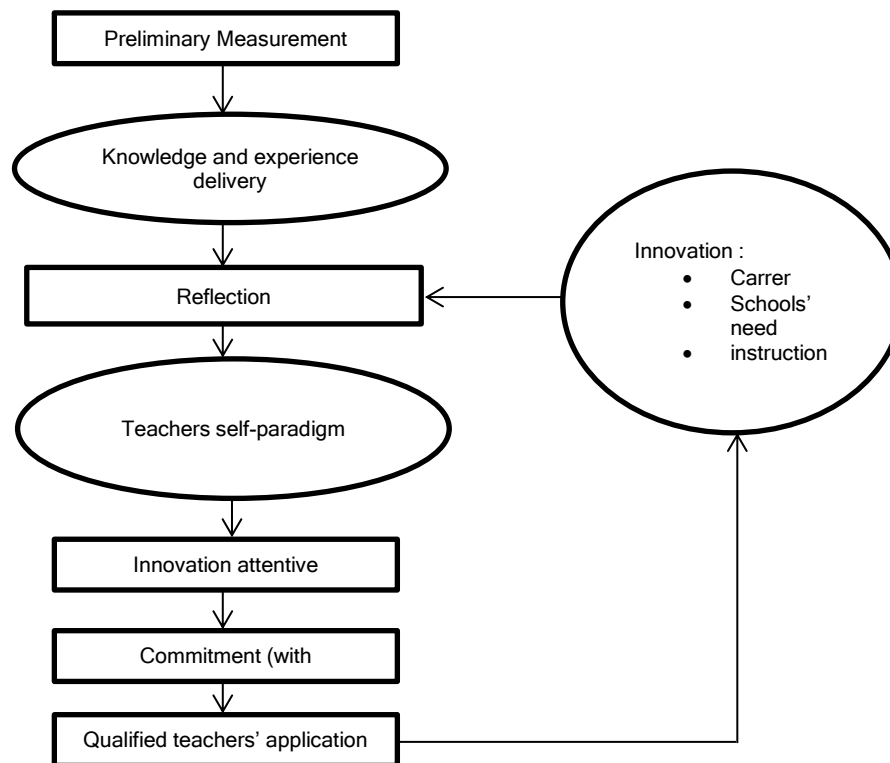 Preliminary Measurement
Knowledge and experience
delivery
Reflection
Teachers self-paradigm
Innovation attentive
Commitment (with
Qualified teachers’ application
Innovation :
• Carrer
• Schools’
need
• instruction